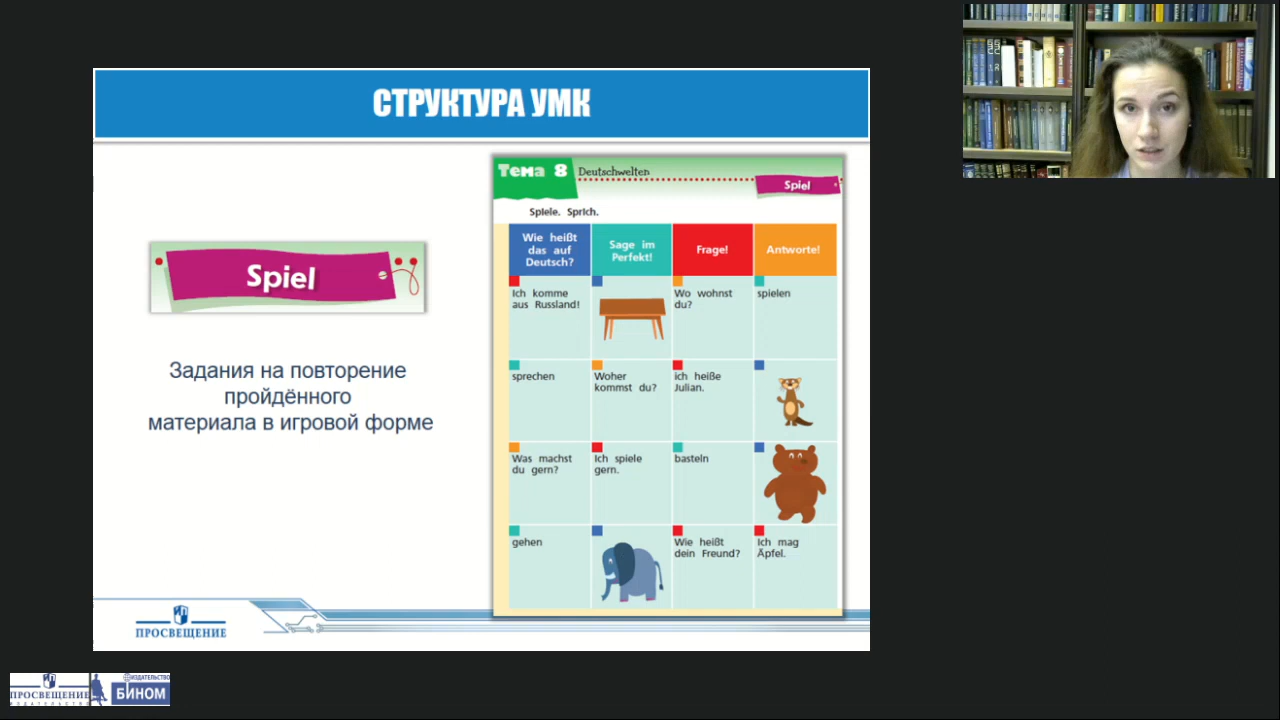 СТРУКТУРА УМК
Spiel
Задания на повторение
пройдённого
материала в игровой форме
Тема 8 Deutschwelten
Spiel
Spiele. Sprich.
Wie heißt
das auf
Deutsch?
Sage im
Perfekt!
Frage!
Antworte!
Ich komme
aus Russland!
Wo wohnst
du?
spielen
sprechen
Woher
kommst du?
ich heiße
Julian.
Was machst
du gern?
Ich spiele
gern.
basteln
gehen
Wie heißt
dein Freund?
Ich mag
Äpfel.
ПРОСВЕЩЕНИЕ
ПРОСВЕЩЕНИЕ
ИЗДАТЕЛЬСТВО
ИЗДАТЕЛЬСТВО
БИНОМ